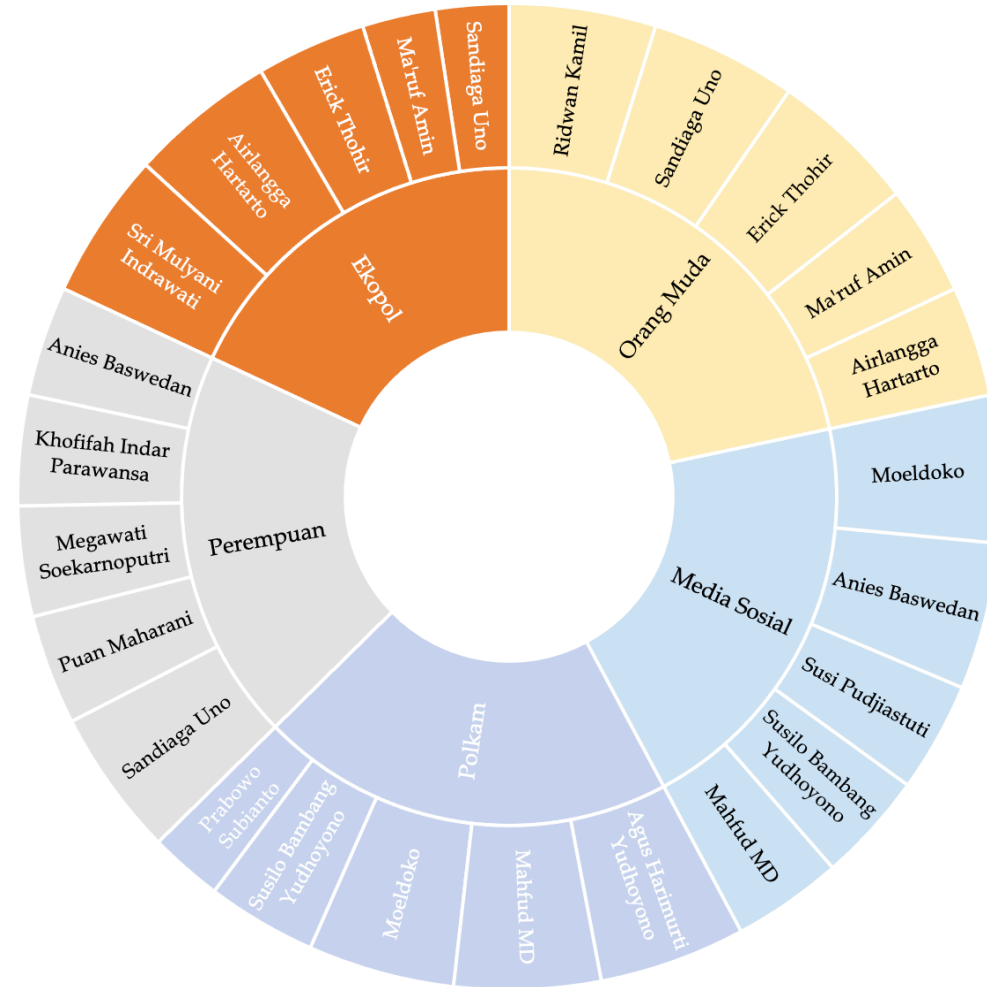 Orang Muda
Ridwan Kamil
Sandiaga Uno
Erick Thohir
Ma'ruf Amin
Airlangga
Hartarto
Media Sosial
Moeldoko
Anies Baswedan
Susi Pudjiastuti
Susilo Bambang
Yudhoyono
Mahfud MD
Polkam
Agus Harimurti
Yudhoyono
Mahfud MD
Moeldoko
Susilo Bambang
Yudhoyono
Prabowo
Subianto
Perempuan
Sandiaga Uno
Puan Maharani
Megawati
Soekarnoputri
Khofifah Indar
Parawansa
Anies Baswedan
Ekopol
Sri Mulyani
Indrawati
Airlangga
Hartarto
Erick Thohir
Ma'ruf Amin
Sandiaga Uno